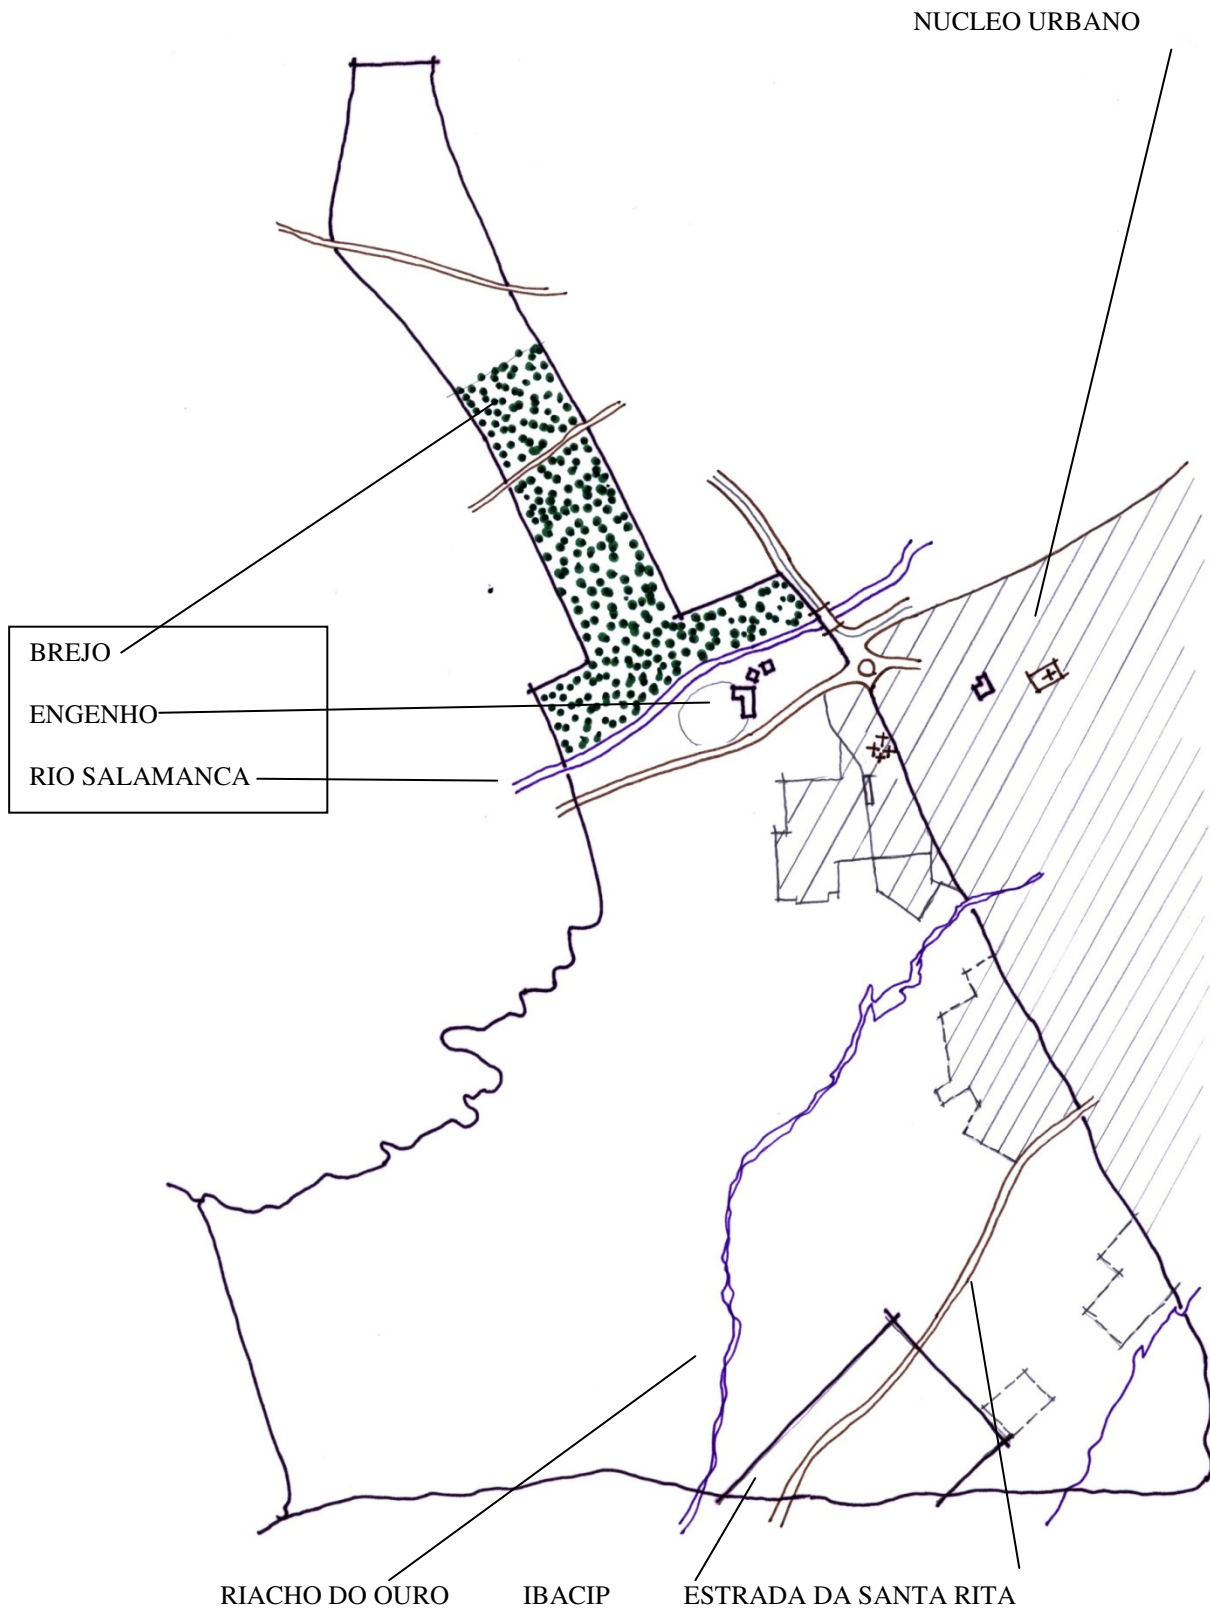 NUCLEO URBANO
BREJO
ENGENHO
RIO SALAMANCA
RIACHO DO OURO IBACIP ESTRADA DA SANTA RITA